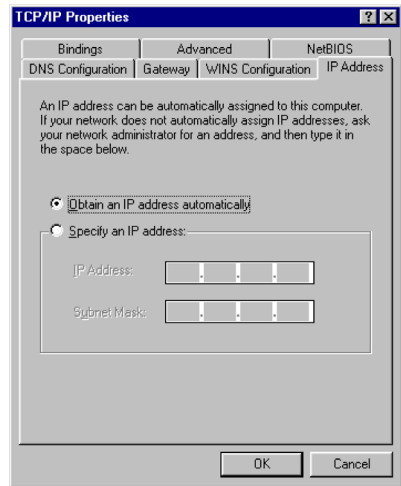 TCP/IP Properties
Bindings Advanced NetBIOS
DNS Configuration Gateway WINS Configuration IP Address
An IP address can be automatically assigned to this computer.
If your network does not automatically assign IP addresses, ask
your network administrator for an address, and then type it in
the space below.
Obtain an IP address automatically
Specify an IP address:
IP Address:
Subnet Mask:
OK Cancel